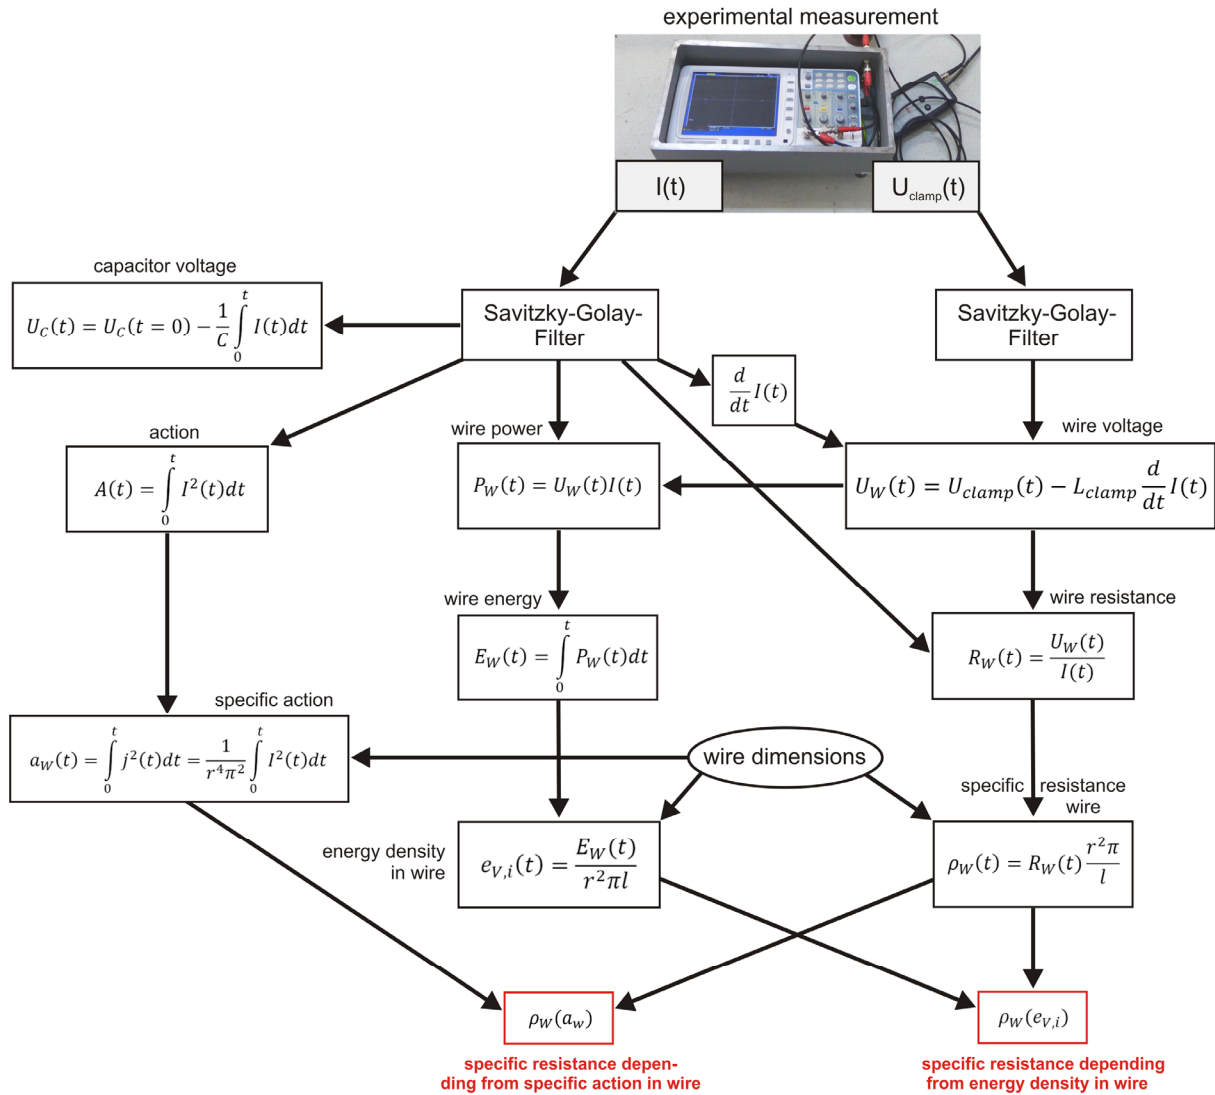 experimental measurement
I(t)
U_clamp(t)
capacitor voltage
U_C(t) = U_C(t = 0) − 1/C ∫_0^t I(t)dt
Savitzky-Golay-
Filter
Savitzky-Golay-
Filter
d/dt I(t)
action
A(t) = ∫_0^t I²(t)dt
wire power
P_W(t) = U_W(t)I(t)
wire voltage
U_W(t) = U_clamp(t) − L_clamp d/dt I(t)
wire energy
E_W(t) = ∫_0^t P_W(t)dt
wire resistance
R_W(t) = U_W(t)/I(t)
specific action
a_W(t) = ∫_0^t j²(t)dt = 1/(r⁴π²) ∫_0^t I²(t)dt
wire dimensions
specific resistance
wire
energy density
in wire
e_V,i(t) = E_W(t)/(r²πl)
ρ_W(t) = R_W(t) r²π/l
ρ_W(a_w)
ρ_W(e_V,i)
specific resistance depen-
ding from specific action in wire
specific resistance depending
from energy density in wire